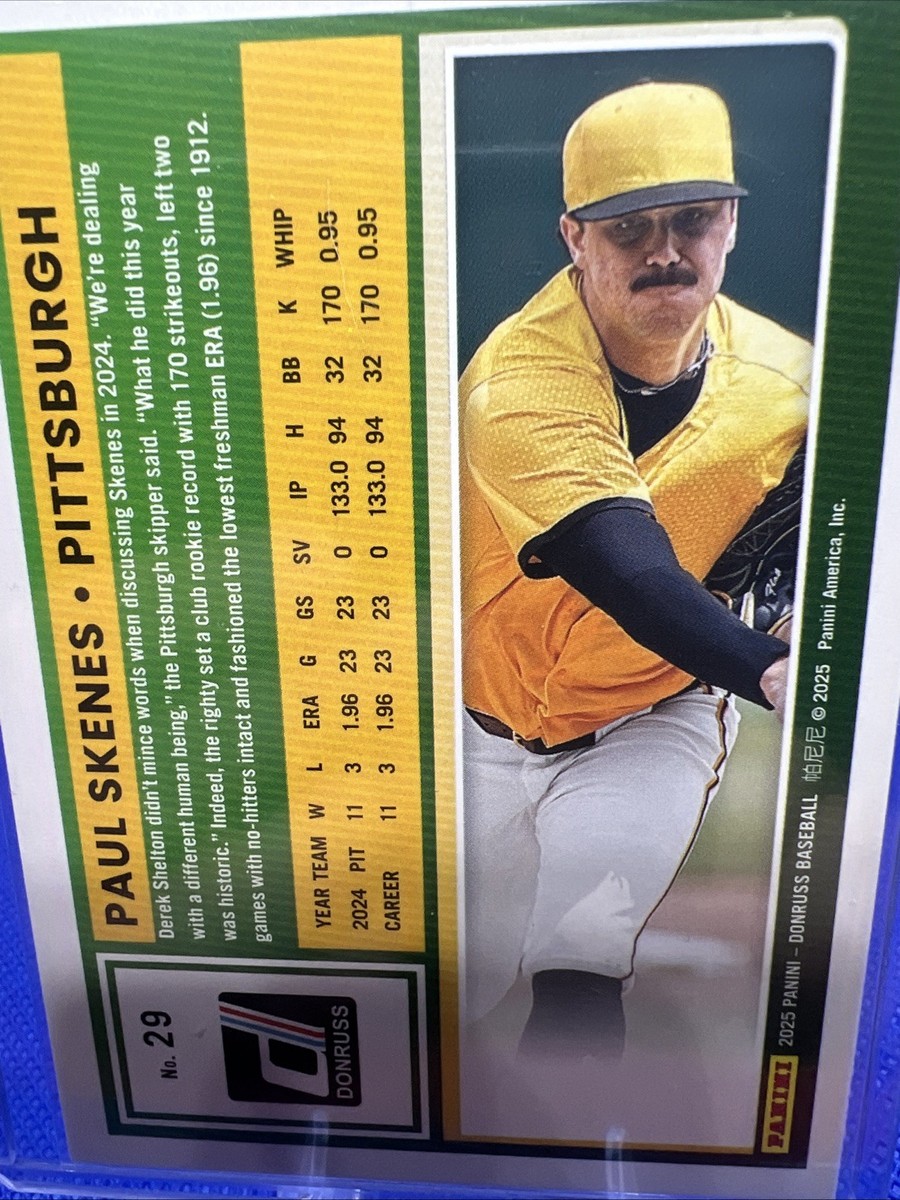 No. 29
DONRUSS
PAUL SKENES • PITTSBURGH
Derek Shelton didn't mince words when discussing Skenes in 2024. "We're dealing
with a different human being," the Pittsburgh skipper said. "What he did this year
was historic." Indeed, the righty set a club rookie record with 170 strikeouts, left two
games with no-hitters intact and fashioned the lowest freshman ERA (1.96) since 1912.
YEAR TEAM W L ERA G GS SV IP H BB K WHIP
2024 PIT 11 3 1.96 23 23 0 133.0 94 32 170 0.95
CAREER 11 3 1.96 23 23 0 133.0 94 32 170 0.95
PANINI
2025 PANINI – DONRUSS BASEBALL 帕尼尼 © 2025 Panini America, Inc.